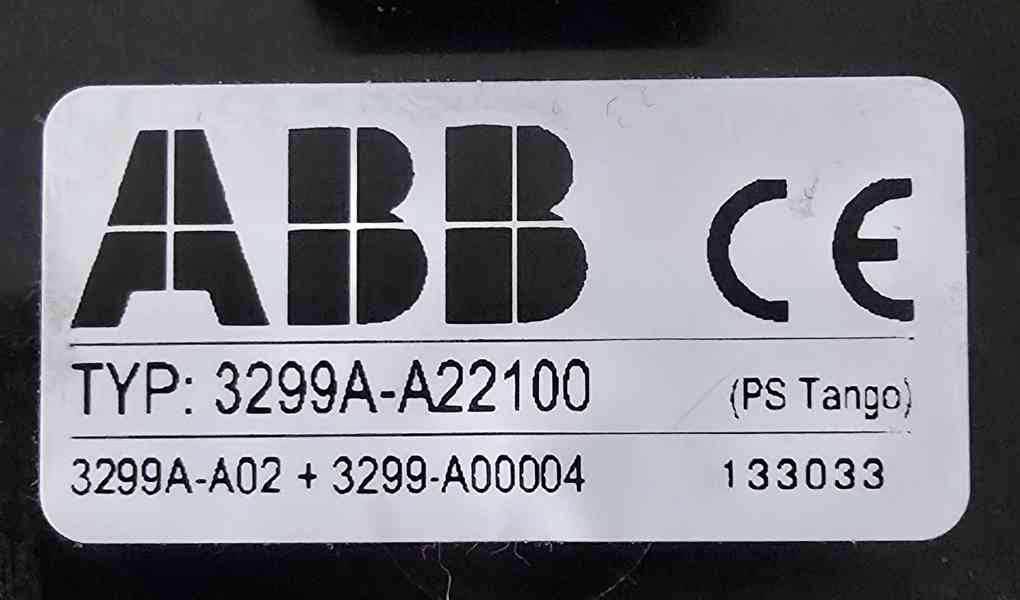 ABB CE
TYP: 3299A-A22100 (PS Tango)
3299A-A02 + 3299-A00004 133033